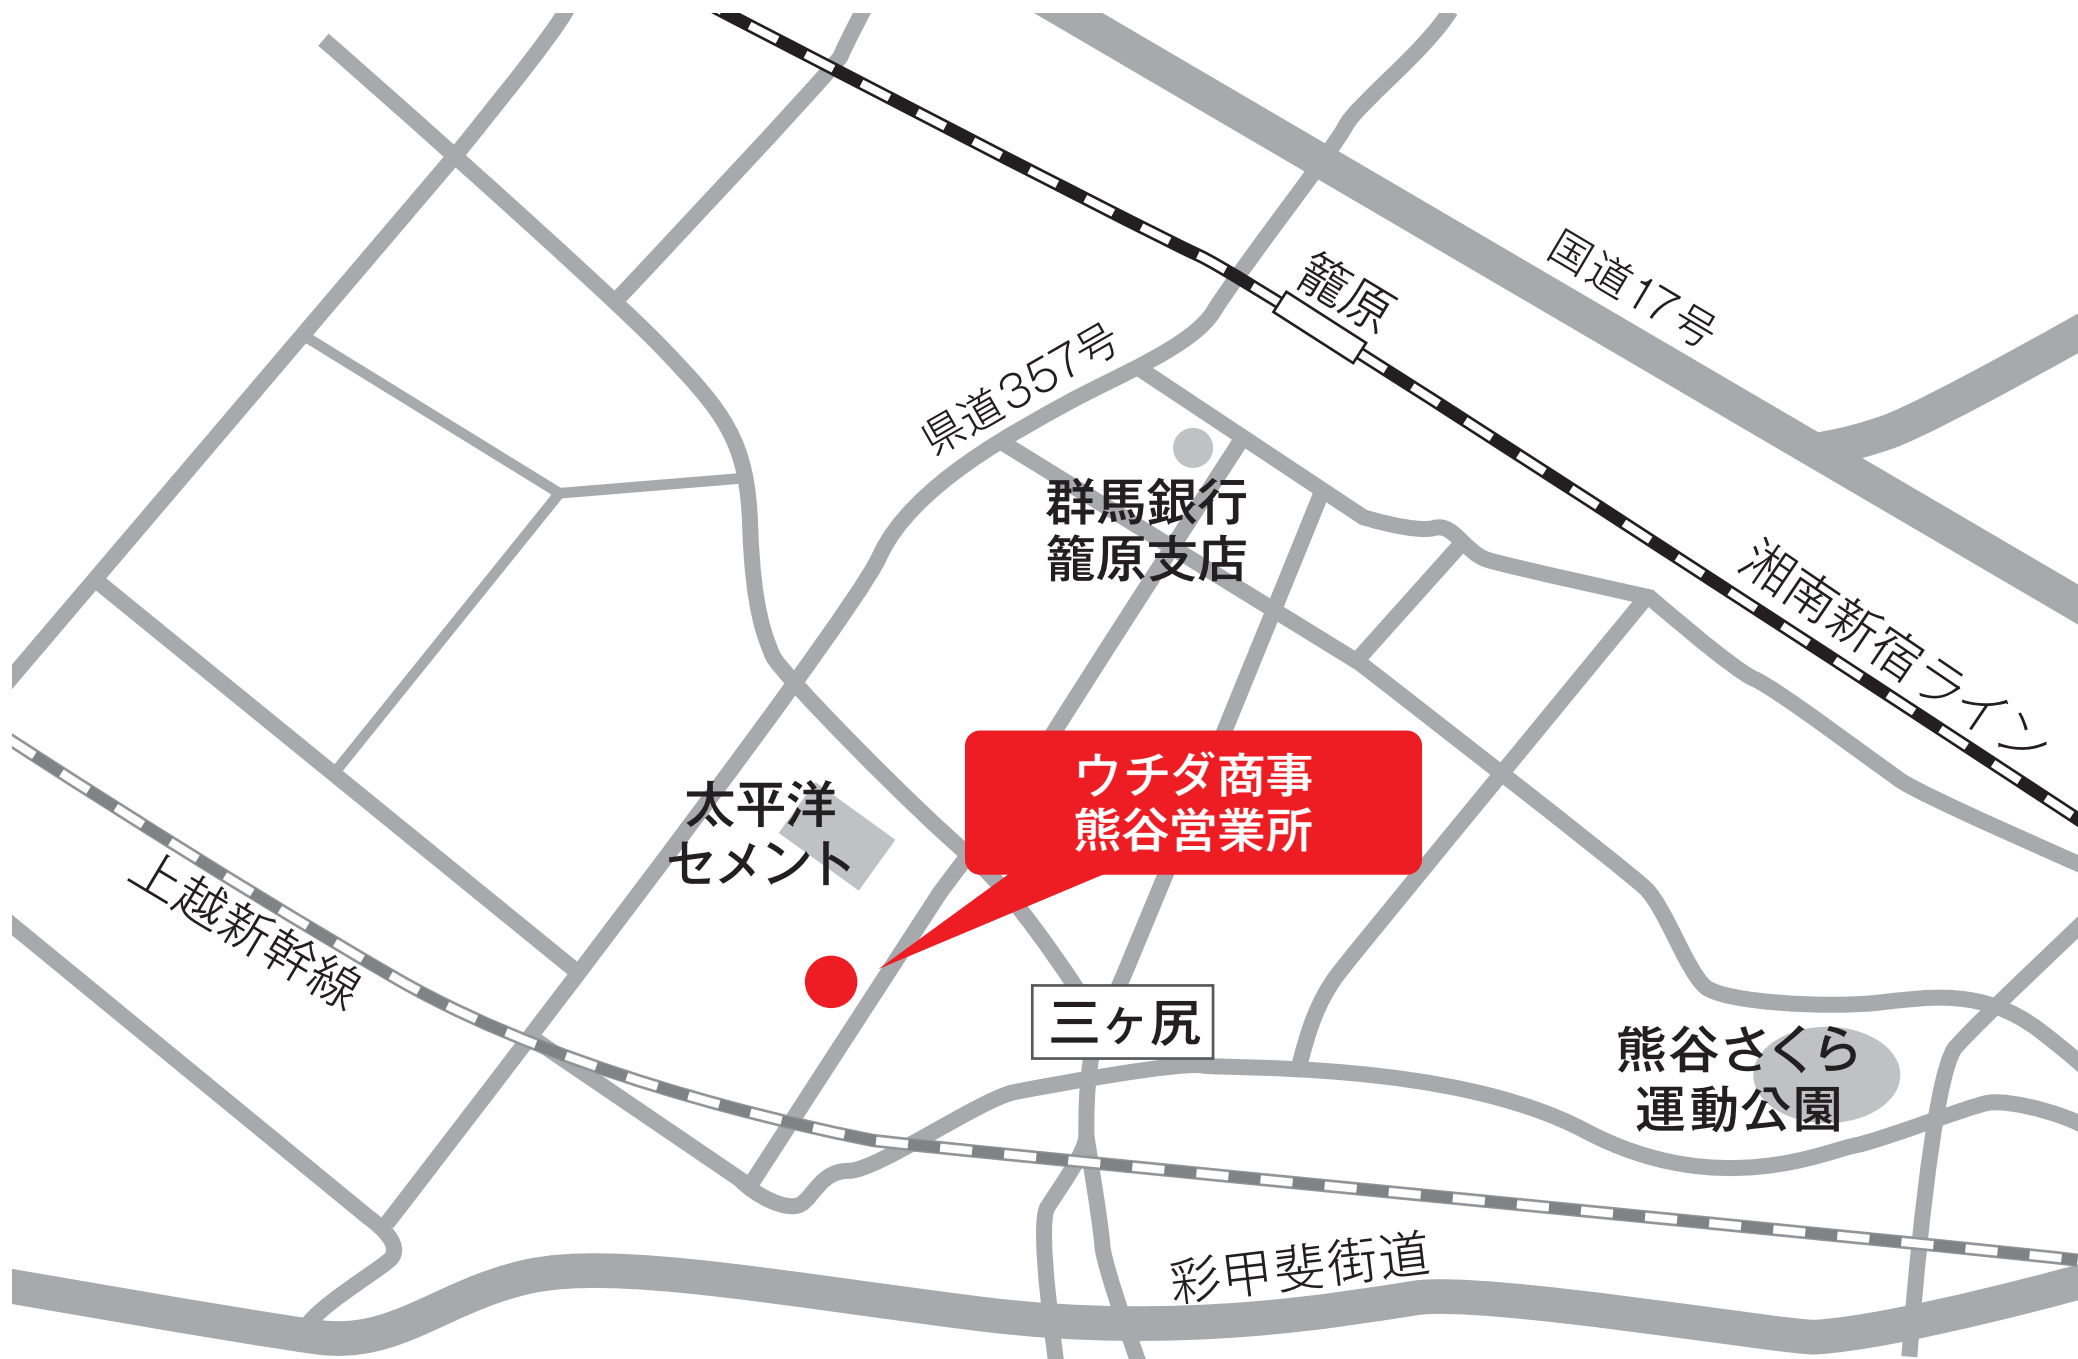 国道17号
籠原
県道357号
群馬銀行
籠原支店
湘南新宿ライン
ウチダ商事
熊谷営業所
太平洋
セメント
上越新幹線
三ヶ尻
熊谷さくら
運動公園
彩甲斐街道